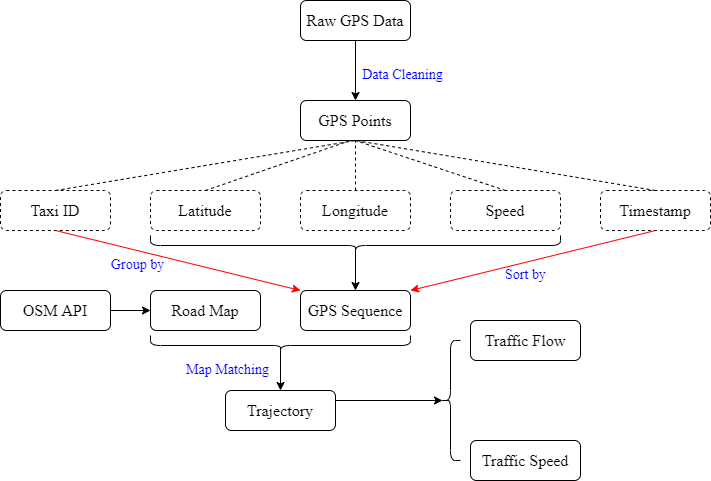 Raw GPS Data
Data Cleaning
GPS Points
Taxi ID
Latitude
Longitude
Speed
Timestamp
Group by
Sort by
OSM API
Road Map
GPS Sequence
Traffic Flow
Map Matching
Trajectory
Traffic Speed